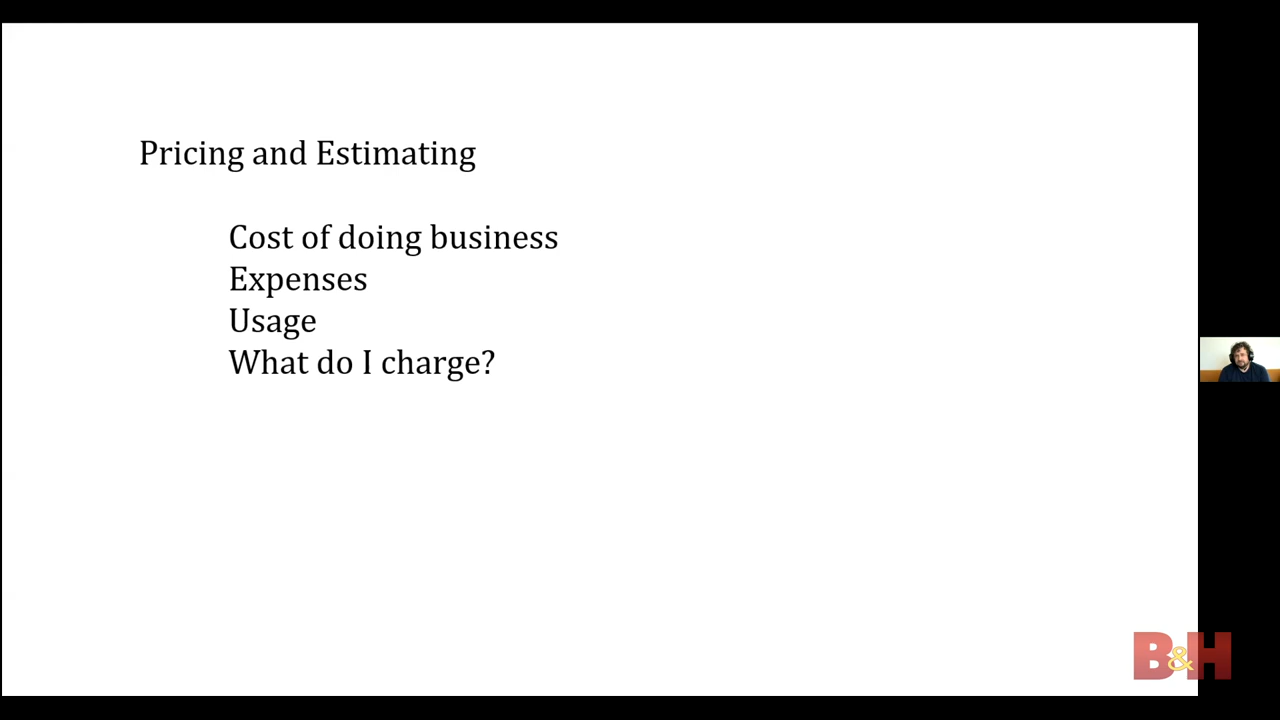 Pricing and Estimating
Cost of doing business
Expenses
Usage
What do I charge?
B&H